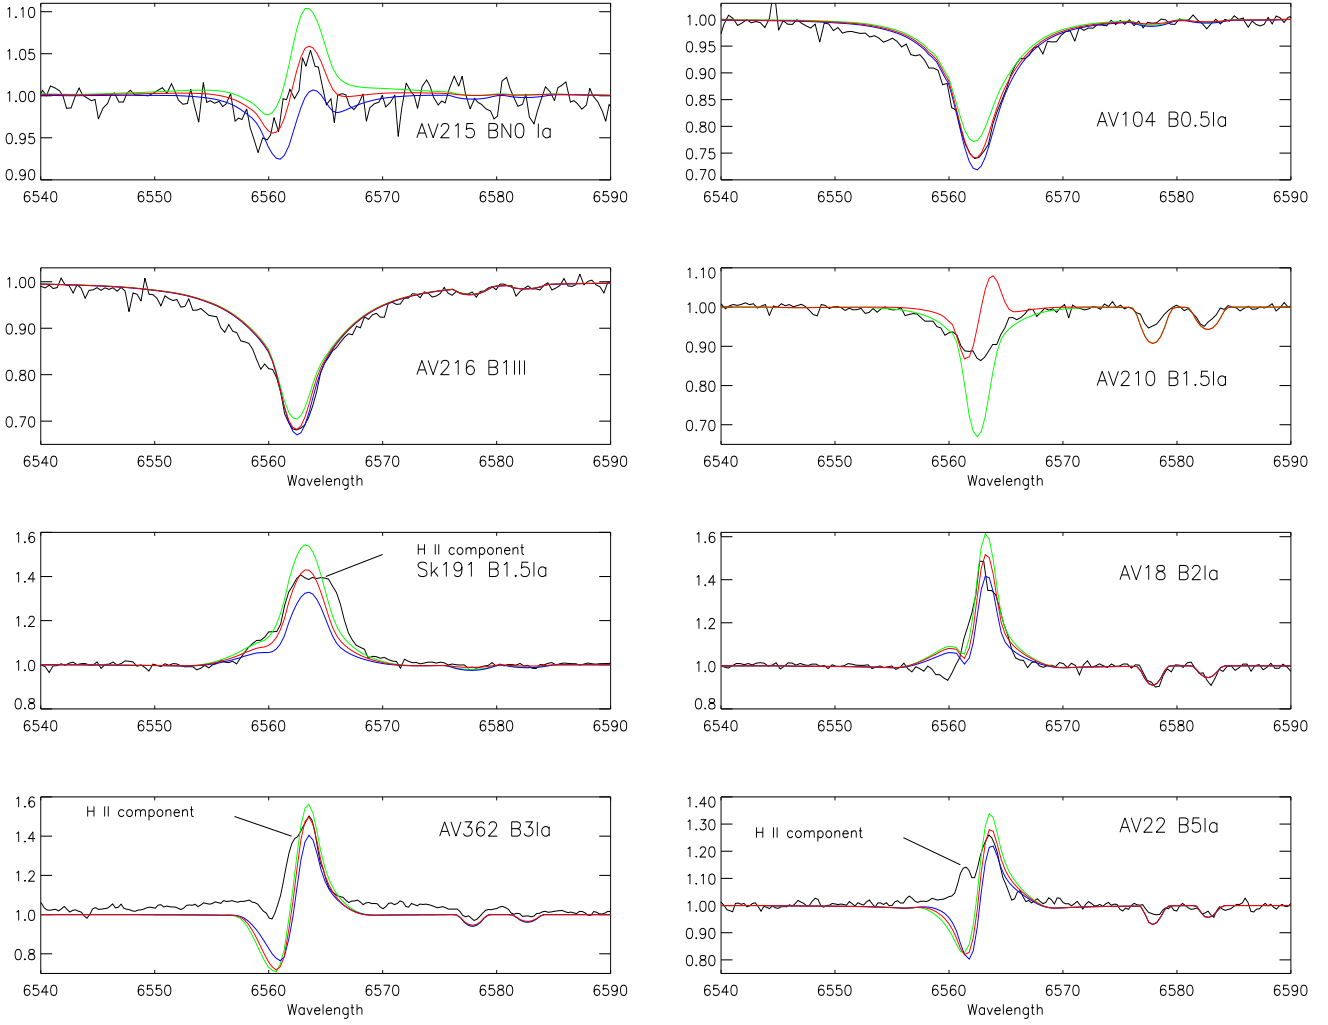 1.10
1.05
1.00
0.95
0.90
AV215 BN0 Ia
6540 6550 6560 6570 6580 6590
1.00
0.95
0.90
0.85
0.80
0.75
0.70
AV104 B0.5Ia
6540 6550 6560 6570 6580 6590
1.00
0.90
0.80
0.70
AV216 B1III
6540 6550 6560 6570 6580 6590
Wavelength
1.10
1.00
0.90
0.80
0.70
AV210 B1.5Ia
6540 6550 6560 6570 6580 6590
Wavelength
1.6
1.4
1.2
1.0
0.8
H II component
Sk191 B1.5Ia
6540 6550 6560 6570 6580 6590
1.6
1.4
1.2
1.0
0.8
AV18 B2Ia
6540 6550 6560 6570 6580 6590
1.6
1.4
1.2
1.0
0.8
H II component
AV362 B3Ia
6540 6550 6560 6570 6580 6590
Wavelength
1.40
1.30
1.20
1.10
1.00
0.90
0.80
H II component
AV22 B5Ia
6540 6550 6560 6570 6580 6590
Wavelength